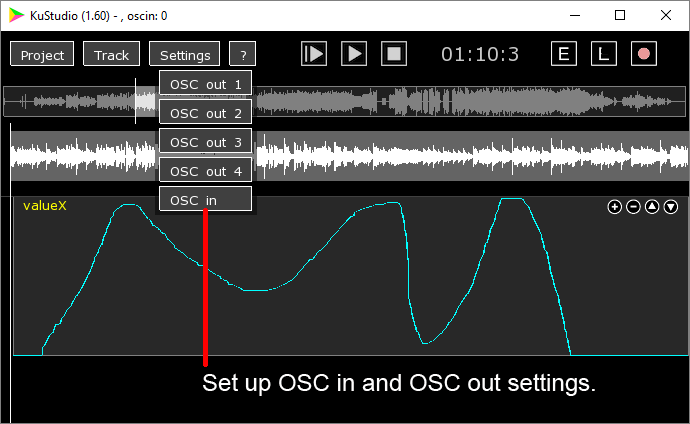 KuStudio (1.60) - , oscin: 0
Project Track Settings ? 01:10:3 E L
OSC out 1
OSC out 2
OSC out 3
OSC out 4
OSC in
valueX
Set up OSC in and OSC out settings.